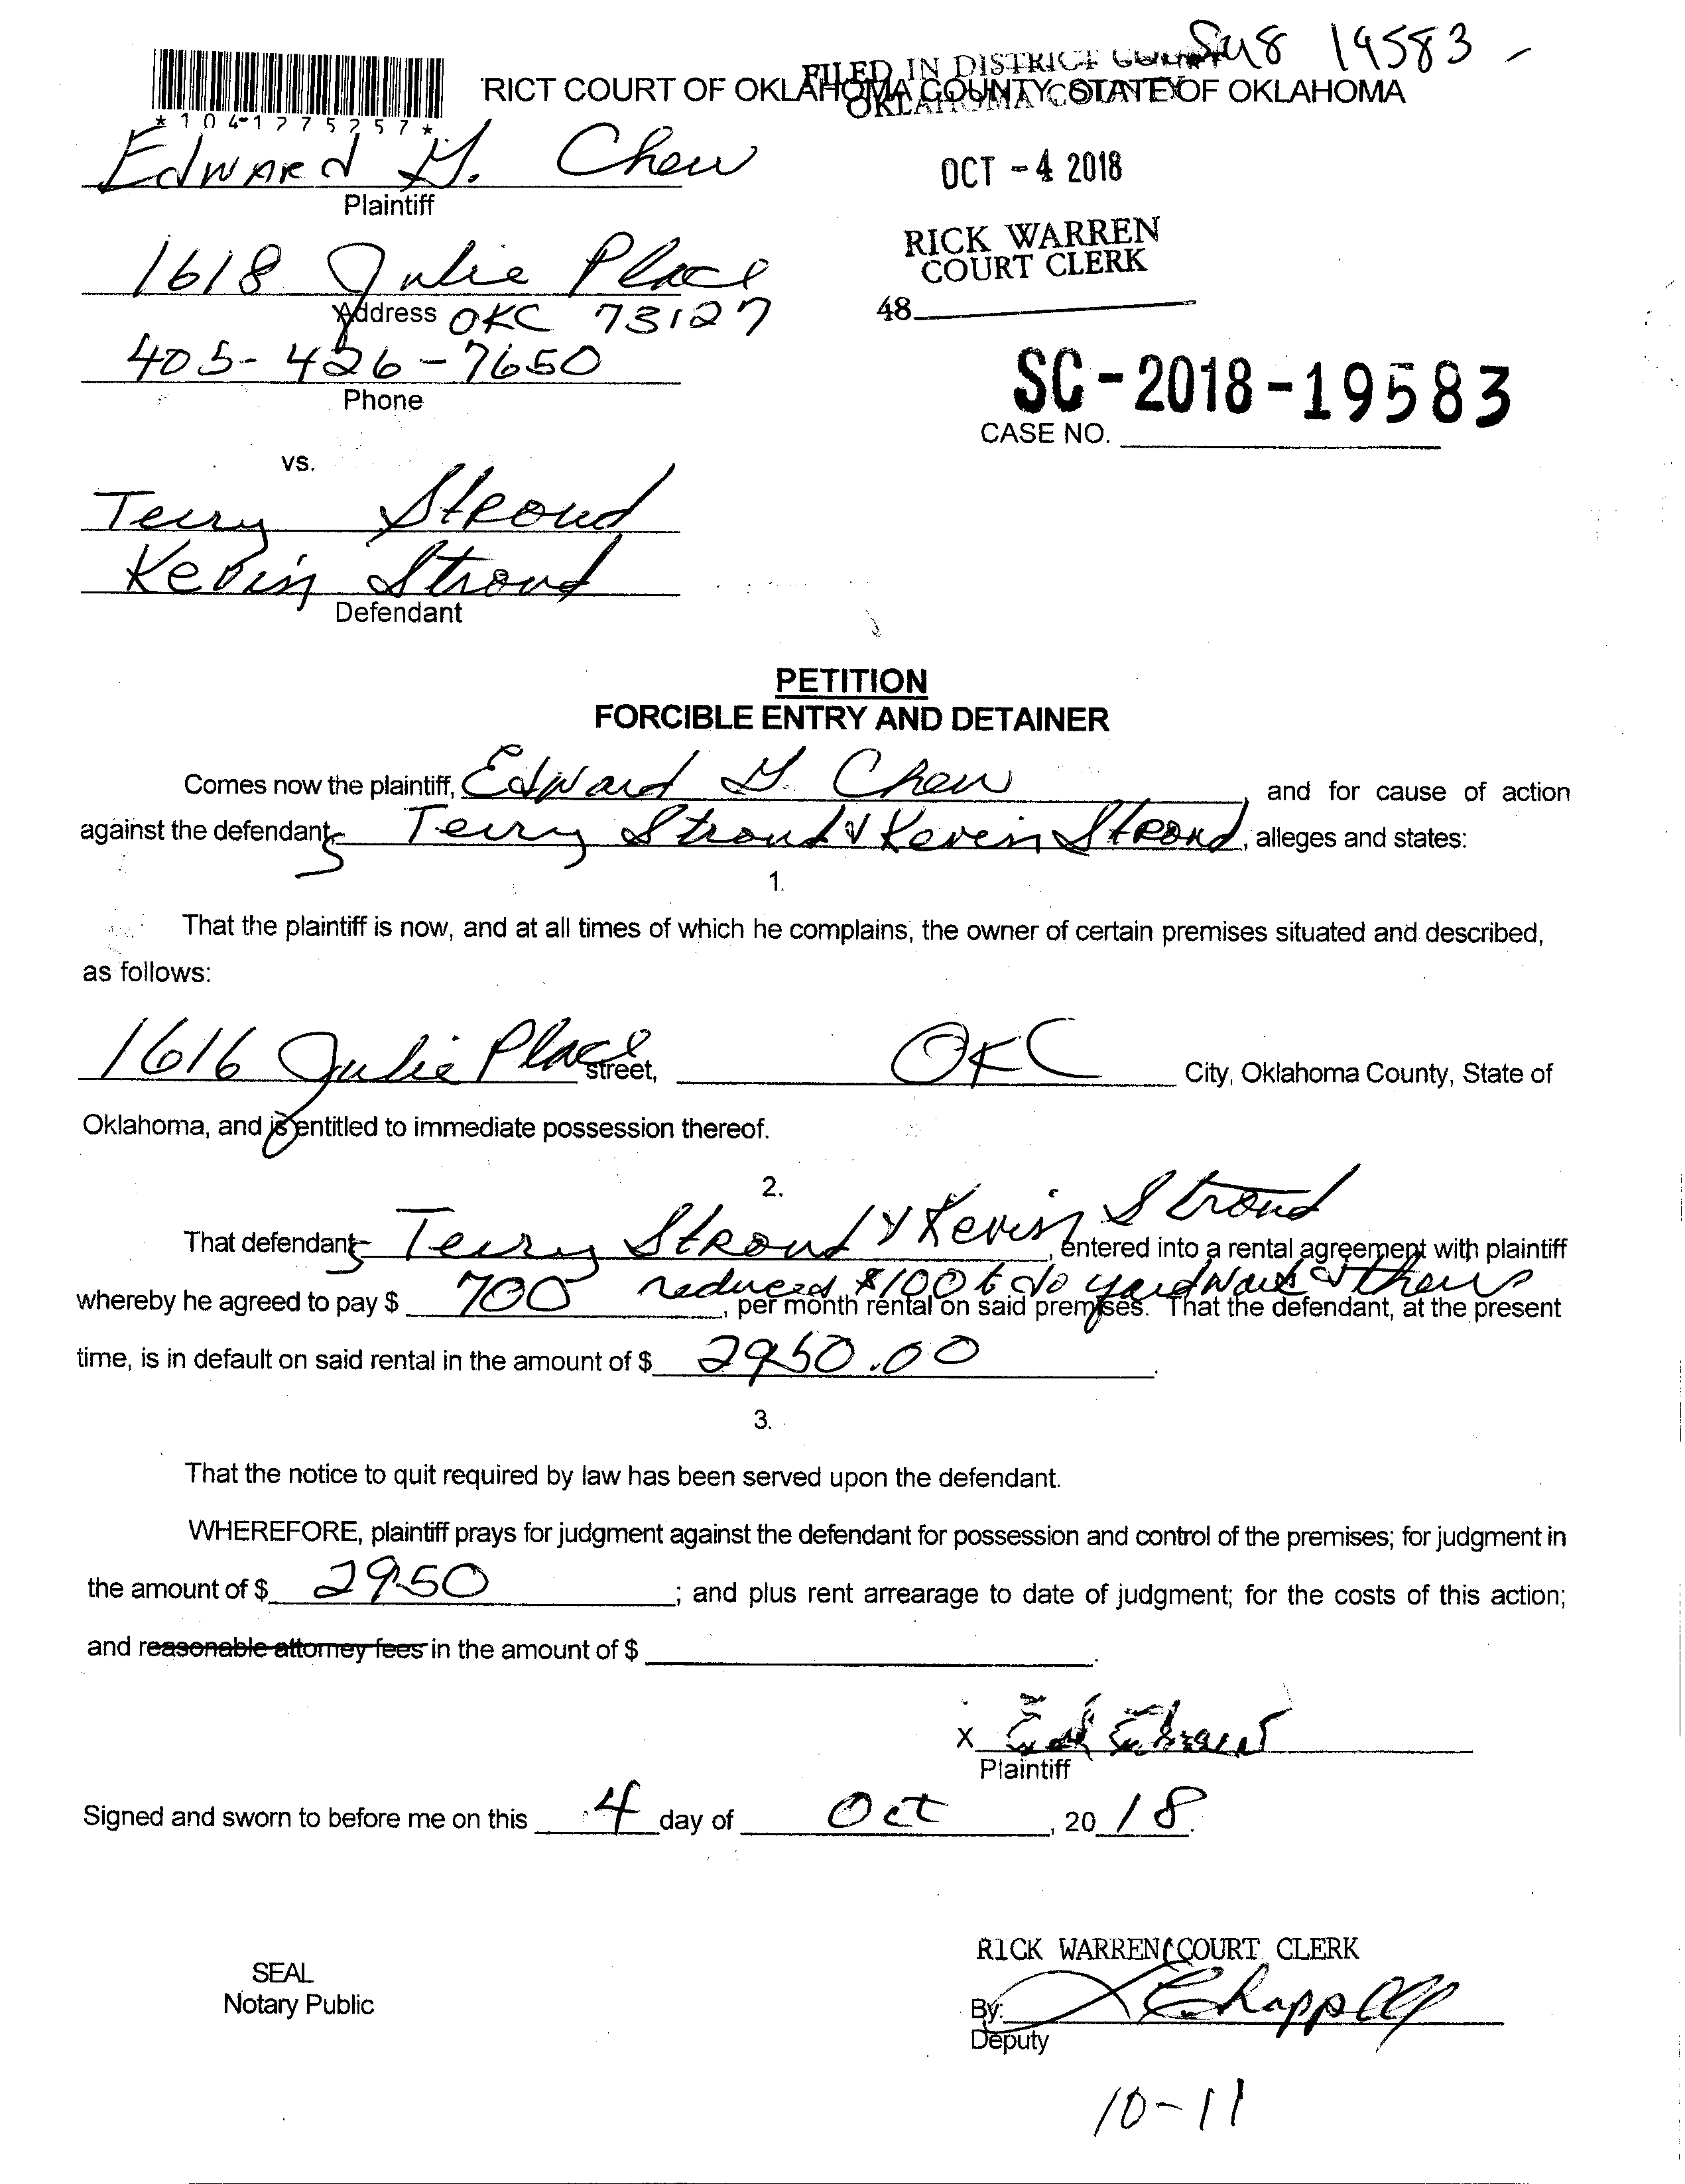 Su8 19583 -
FILED IN DISTRICT COURT
RICT COURT OF OKLAHOMA COUNTY, STATE OF OKLAHOMA
OKLAHOMA COUNTY
*1041275257*
Edward H. Chew
Plaintiff
OCT -4 2018
1618 Julie Place
RICK WARREN
COURT CLERK
Address OKC 73127
48
405-426-7650
Phone
SC-2018-19583
CASE NO.
vs.
Terry Stroud
Kevin Stroud
Defendant
PETITION
FORCIBLE ENTRY AND DETAINER
Comes now the plaintiff, Edward H. Chew and for cause of action
against the defendants Terry Stroud & Kevin Stroud, alleges and states:
1.
That the plaintiff is now, and at all times of which he complains, the owner of certain premises situated and described,
as follows:
1616 Julie Place street, OKC City, Oklahoma County, State of
Oklahoma, and is entitled to immediate possession thereof.
2.
That defendants Terry Stroud & Kevin Stroud, entered into a rental agreement with plaintiff
reduced $100 to do yardwork & theirs
whereby he agreed to pay $ 700, per month rental on said premises. That the defendant, at the present
time, is in default on said rental in the amount of $ 2950.00.
3.
That the notice to quit required by law has been served upon the defendant.
WHEREFORE, plaintiff prays for judgment against the defendant for possession and control of the premises; for judgment in
the amount of $ 2950; and plus rent arrearage to date of judgment; for the costs of this action;
and reasonable attorney fees in the amount of $
X
Plaintiff
Signed and sworn to before me on this 4 day of Oct, 20 18.
RICK WARREN, COURT CLERK
SEAL
Notary Public
By: Chappell
Deputy
10-11